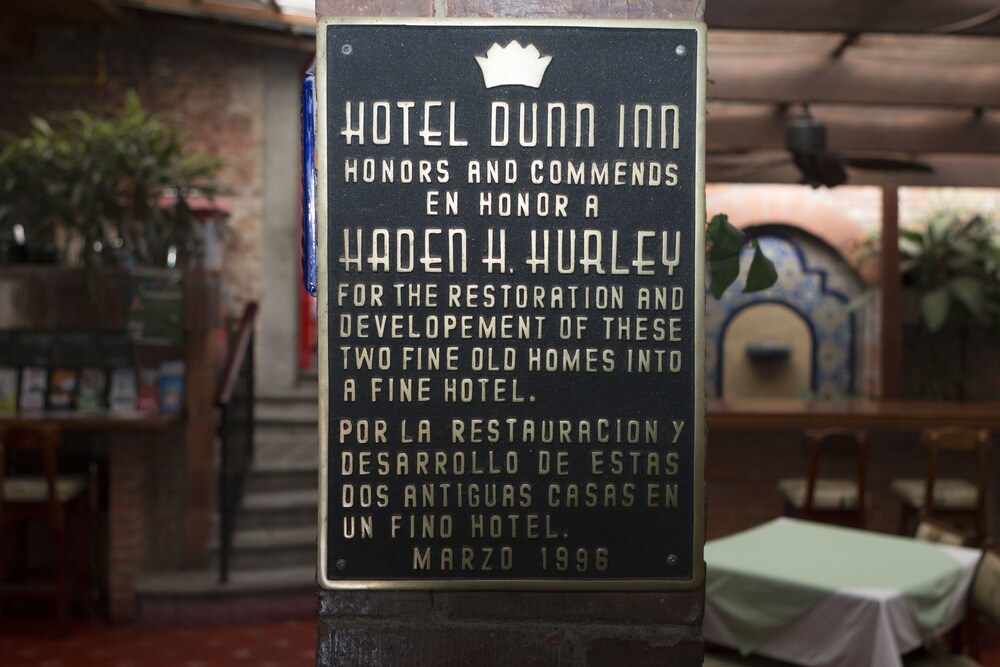 HOTEL DUNN INN
HONORS AND COMMENDS
EN HONOR A
HADEN H. HURLEY
FOR THE RESTORATION AND
DEVELOPEMENT OF THESE
TWO FINE OLD HOMES INTO
A FINE HOTEL.
POR LA RESTAURACION Y
DESARROLLO DE ESTAS
DOS ANTIGUAS CASAS EN
UN FINO HOTEL.
MARZO 1996